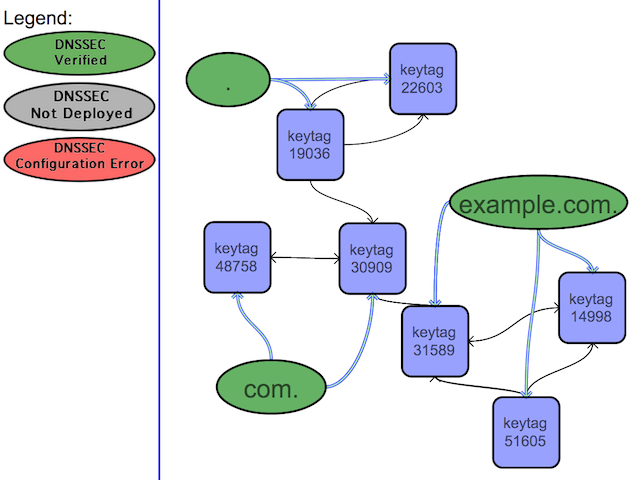 Legend:
DNSSEC
Verified
DNSSEC
Not Deployed
DNSSEC
Configuration Error
.
keytag
22603
keytag
19036
example.com.
keytag
48758
keytag
30909
keytag
14998
keytag
31589
com.
keytag
51605